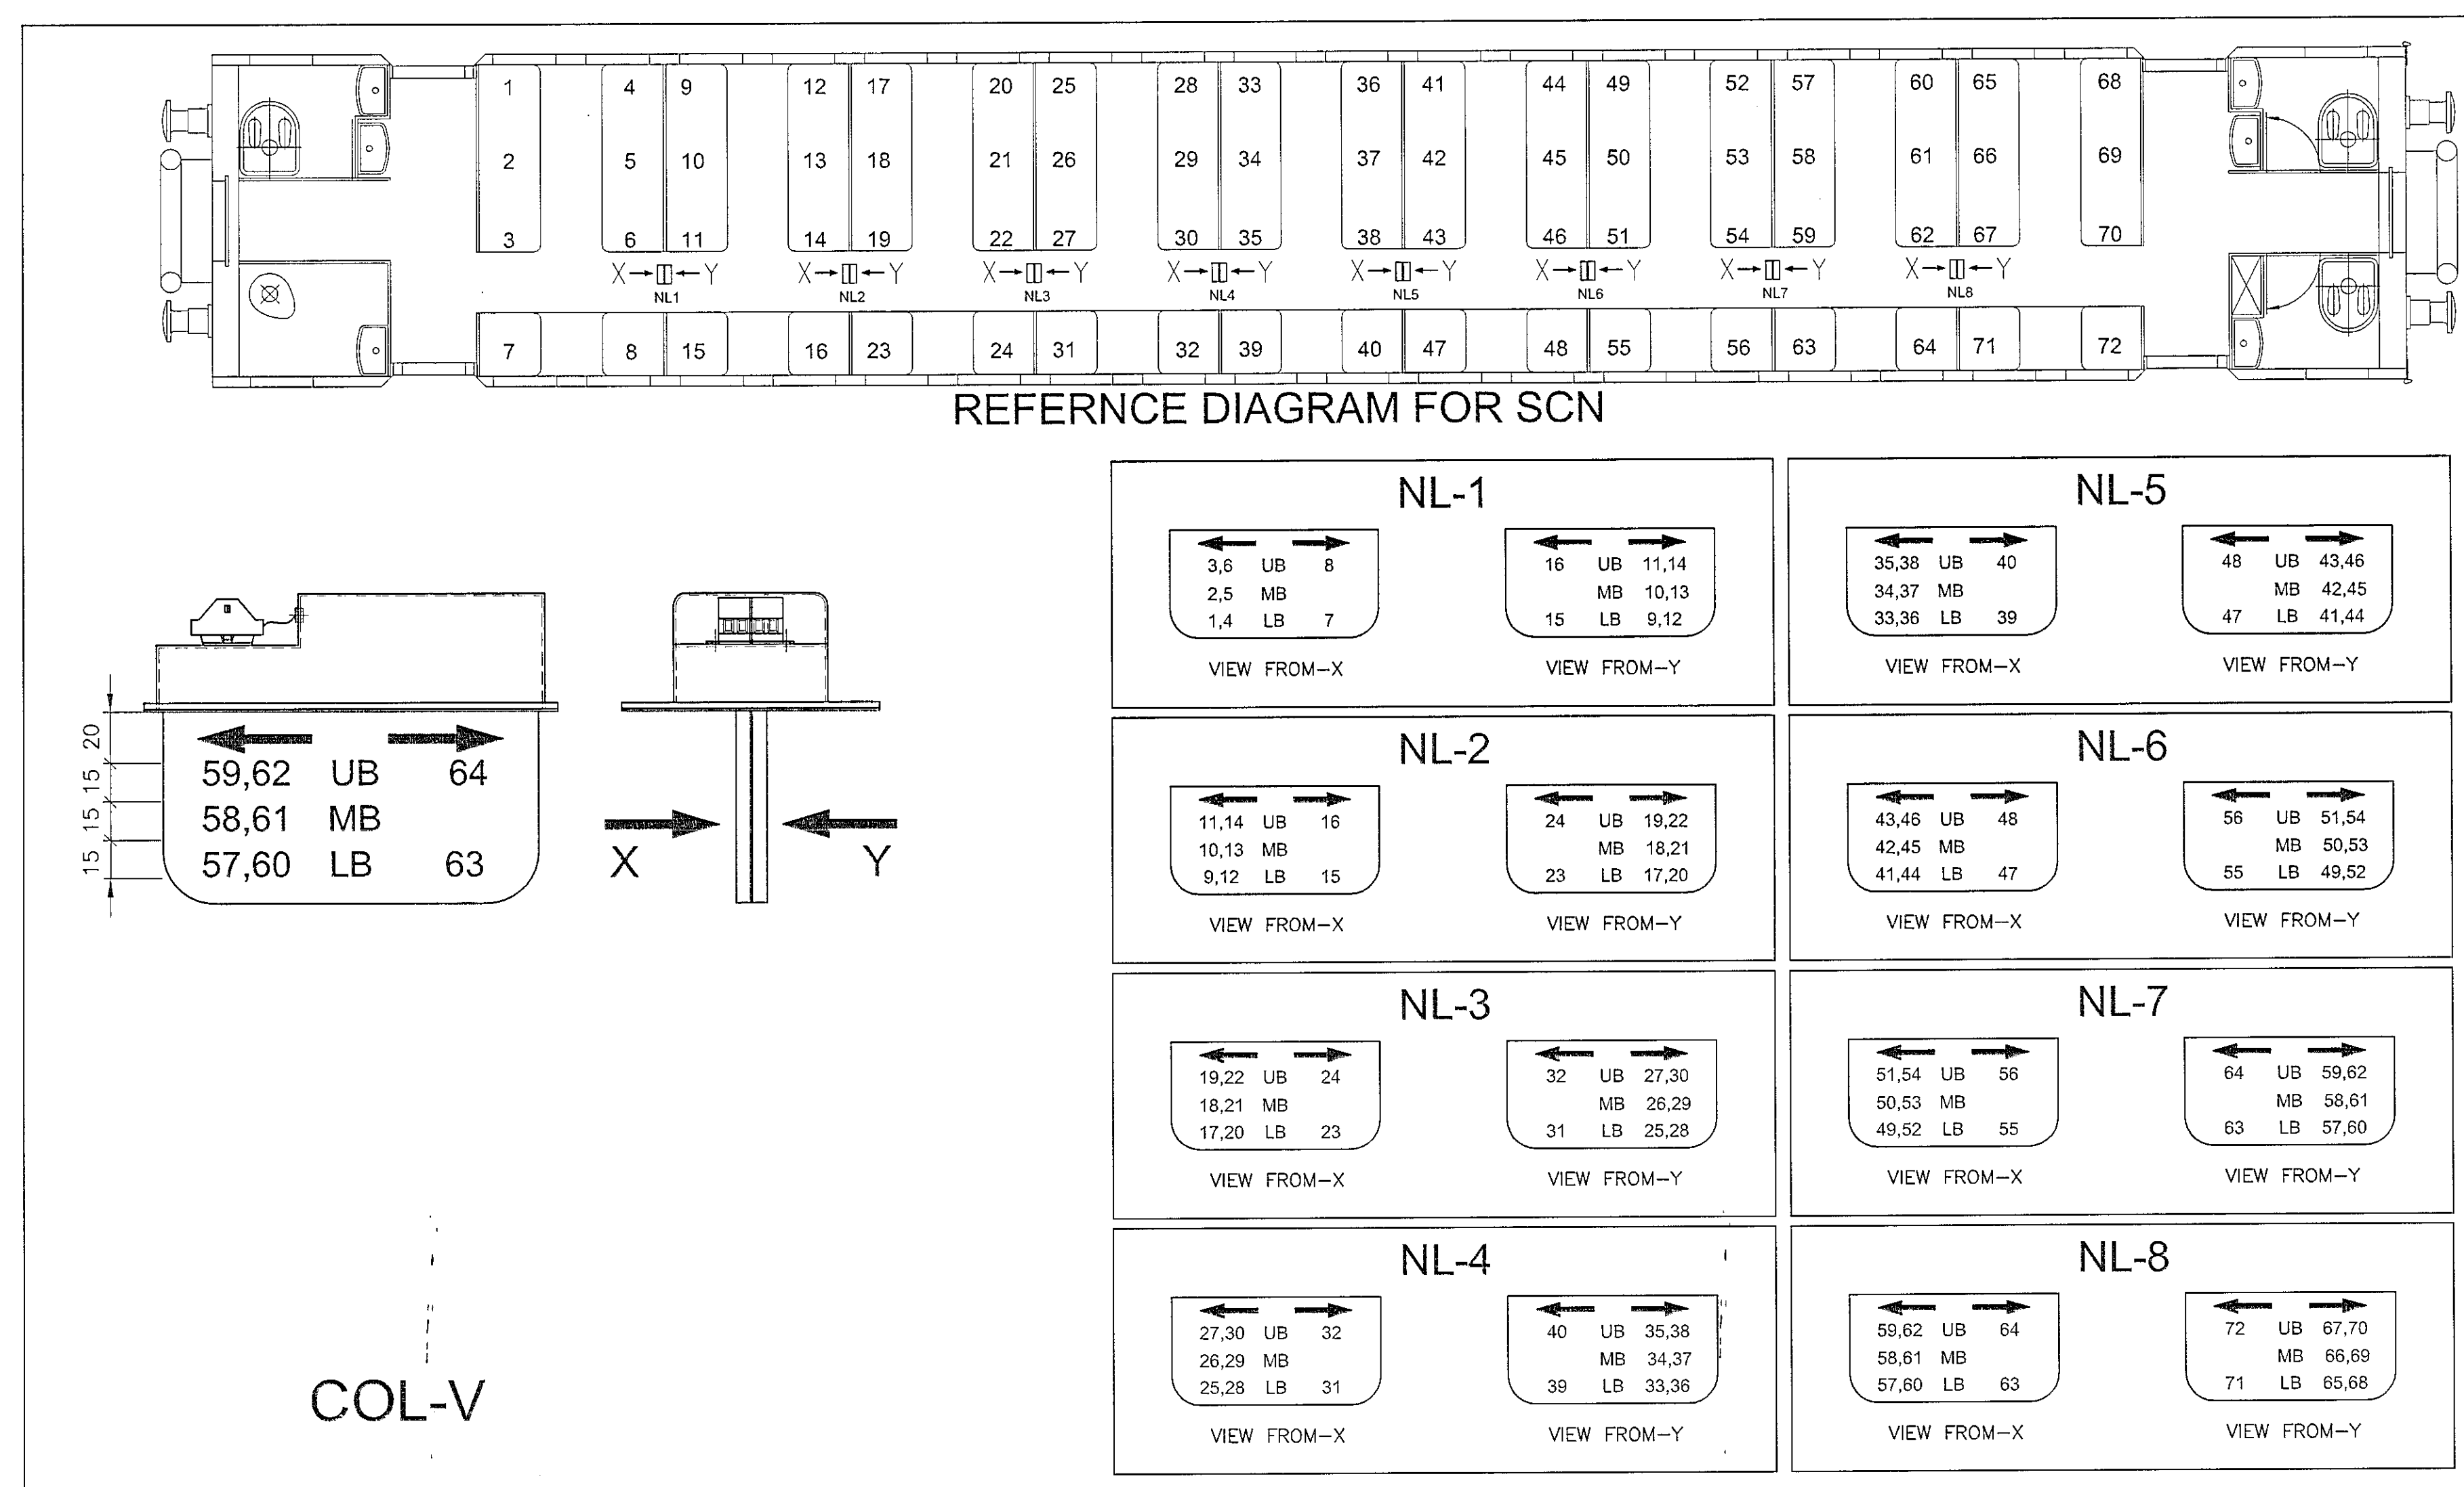 1 4 9 12 17 20 25 28 33 36 41 44 49 52 57 60 65 68
2 5 10 13 18 21 26 29 34 37 42 45 50 53 58 61 66 69
3 6 11 14 19 22 27 30 35 38 43 46 51 54 59 62 67 70
X Y X Y X Y X Y X Y X Y X Y X Y
NL1 NL2 NL3 NL4 NL5 NL6 NL7 NL8
7 8 15 16 23 24 31 32 39 40 47 48 55 56 63 64 71 72
REFERNCE DIAGRAM FOR SCN
20
15
15
15
59,62 UB 64
58,61 MB
57,60 LB 63
X Y
COL-V
NL-1
3,6 UB 8
2,5 MB
1,4 LB 7
VIEW FROM-X
16 UB 11,14
MB 10,13
15 LB 9,12
VIEW FROM-Y
NL-2
11,14 UB 16
10,13 MB
9,12 LB 15
VIEW FROM-X
24 UB 19,22
MB 18,21
23 LB 17,20
VIEW FROM-Y
NL-3
19,22 UB 24
18,21 MB
17,20 LB 23
VIEW FROM-X
32 UB 27,30
MB 26,29
31 LB 25,28
VIEW FROM-Y
NL-4
27,30 UB 32
26,29 MB
25,28 LB 31
VIEW FROM-X
40 UB 35,38
MB 34,37
39 LB 33,36
VIEW FROM-Y
NL-5
35,38 UB 40
34,37 MB
33,36 LB 39
VIEW FROM-X
48 UB 43,46
MB 42,45
47 LB 41,44
VIEW FROM-Y
NL-6
43,46 UB 48
42,45 MB
41,44 LB 47
VIEW FROM-X
56 UB 51,54
MB 50,53
55 LB 49,52
VIEW FROM-Y
NL-7
51,54 UB 56
50,53 MB
49,52 LB 55
VIEW FROM-X
64 UB 59,62
MB 58,61
63 LB 57,60
VIEW FROM-Y
NL-8
59,62 UB 64
58,61 MB
57,60 LB 63
VIEW FROM-X
72 UB 67,70
MB 66,69
71 LB 65,68
VIEW FROM-Y